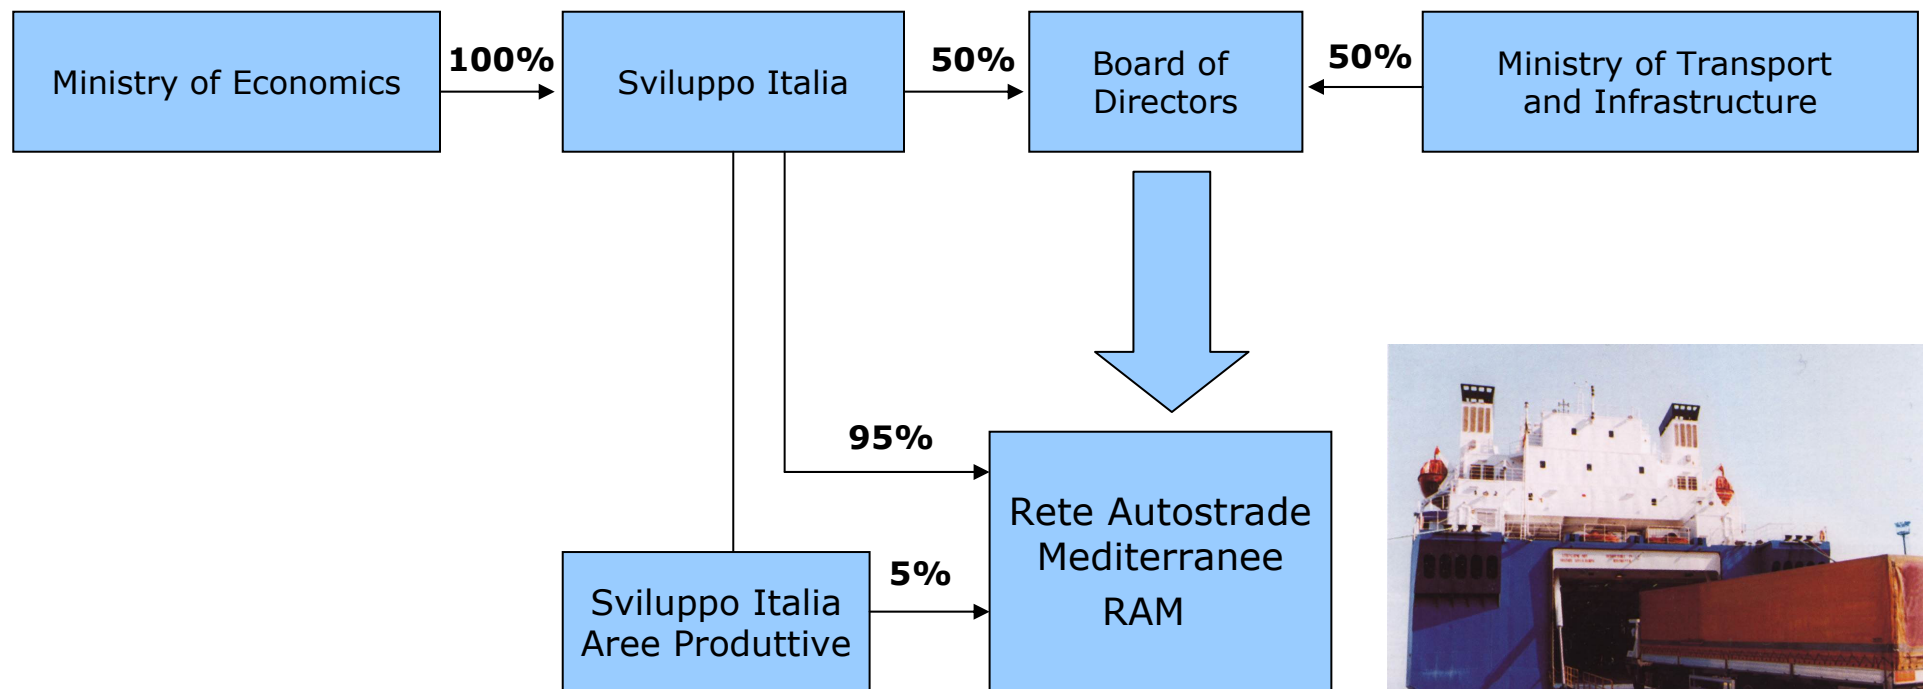 Ministry of Economics
100%
Sviluppo Italia
50%
Board of
Directors
50%
Ministry of Transport
and Infrastructure
95%
Rete Autostrade
Mediterranee
RAM
5%
Sviluppo Italia
Aree Produttive